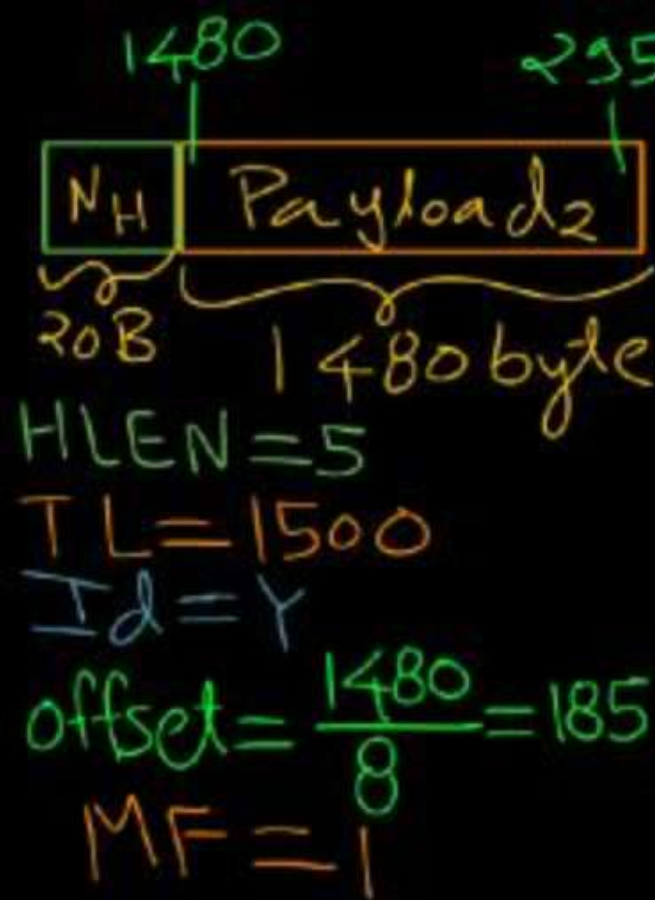 1480 295
NH Payload2
20B 1480 byte
HLEN=5
TL=1500
Id=Y
offset=1480/8=185
MF=1